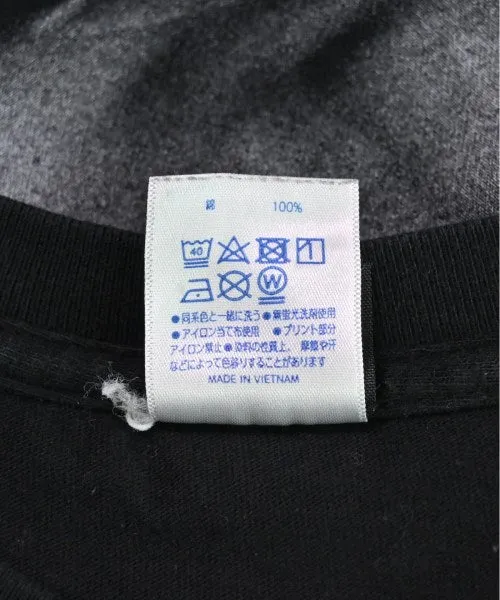 綿 100%
40
W
●同系色と一緒に洗う●無蛍光洗剤使用
●アイロン当て布使用 ●プリント部分
アイロン禁止●染料の性質上、摩擦や汗
などによって色移りすることがあります
MADE IN VIETNAM